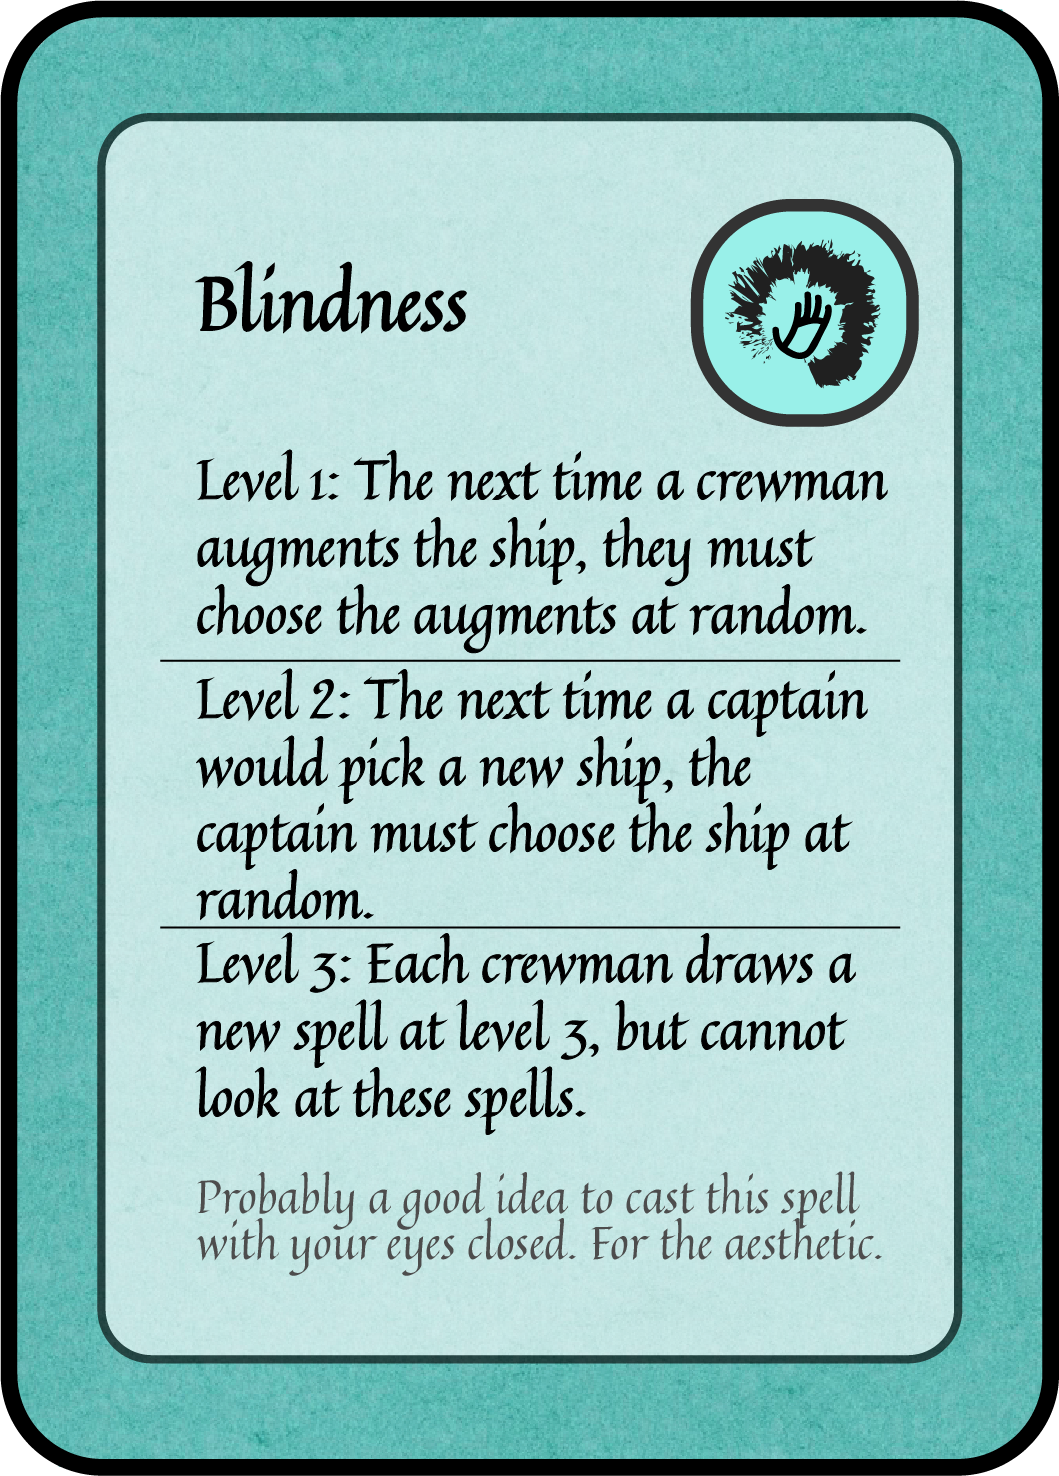 Blindness
Level 1: The next time a crewman
augments the ship, they must
choose the augments at random.
Level 2: The next time a captain
would pick a new ship, the
captain must choose the ship at
random.
Level 3: Each crewman draws a
new spell at level 3, but cannot
look at these spells.
Probably a good idea to cast this spell
with your eyes closed. For the aesthetic.